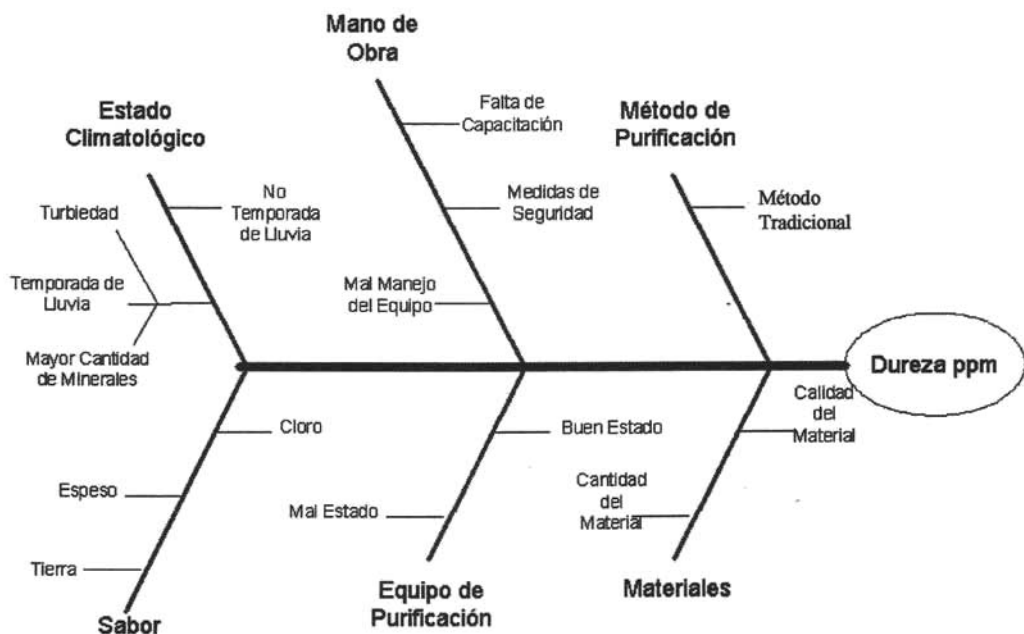 Mano de
Obra
Falta de
Capacitación
Medidas de
Seguridad
Mal Manejo
del Equipo
Estado
Climatológico
No
Temporada
de Lluvia
Turbiedad
Temporada de
Lluvia
Mayor Cantidad
de Minerales
Método de
Purificación
Método
Tradicional
Dureza ppm
Cloro
Espeso
Tierra
Sabor
Buen Estado
Mal Estado
Equipo de
Purificación
Calidad
del
Material
Cantidad
del
Material
Materiales